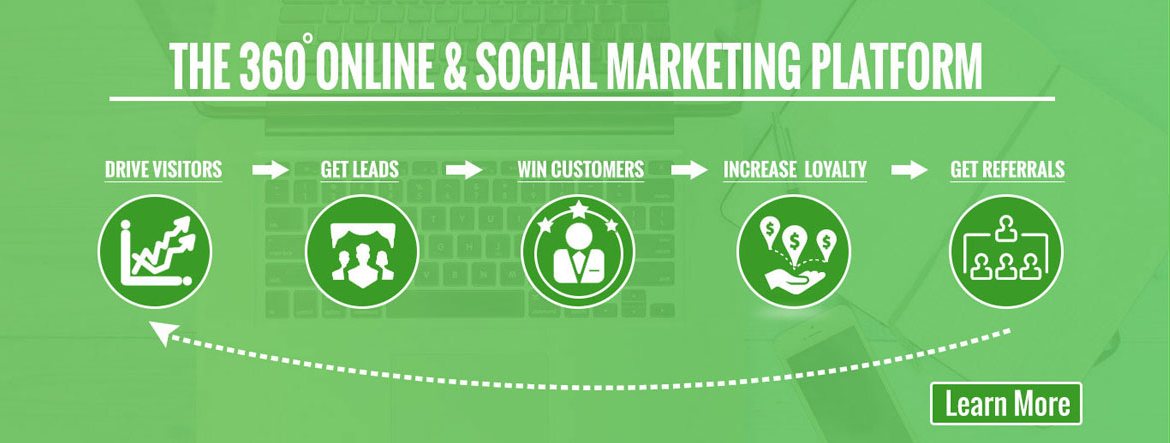 THE 360° ONLINE & SOCIAL MARKETING PLATFORM
DRIVE VISITORS
GET LEADS
WIN CUSTOMERS
INCREASE LOYALTY
GET REFERRALS
$ $ $
Learn More